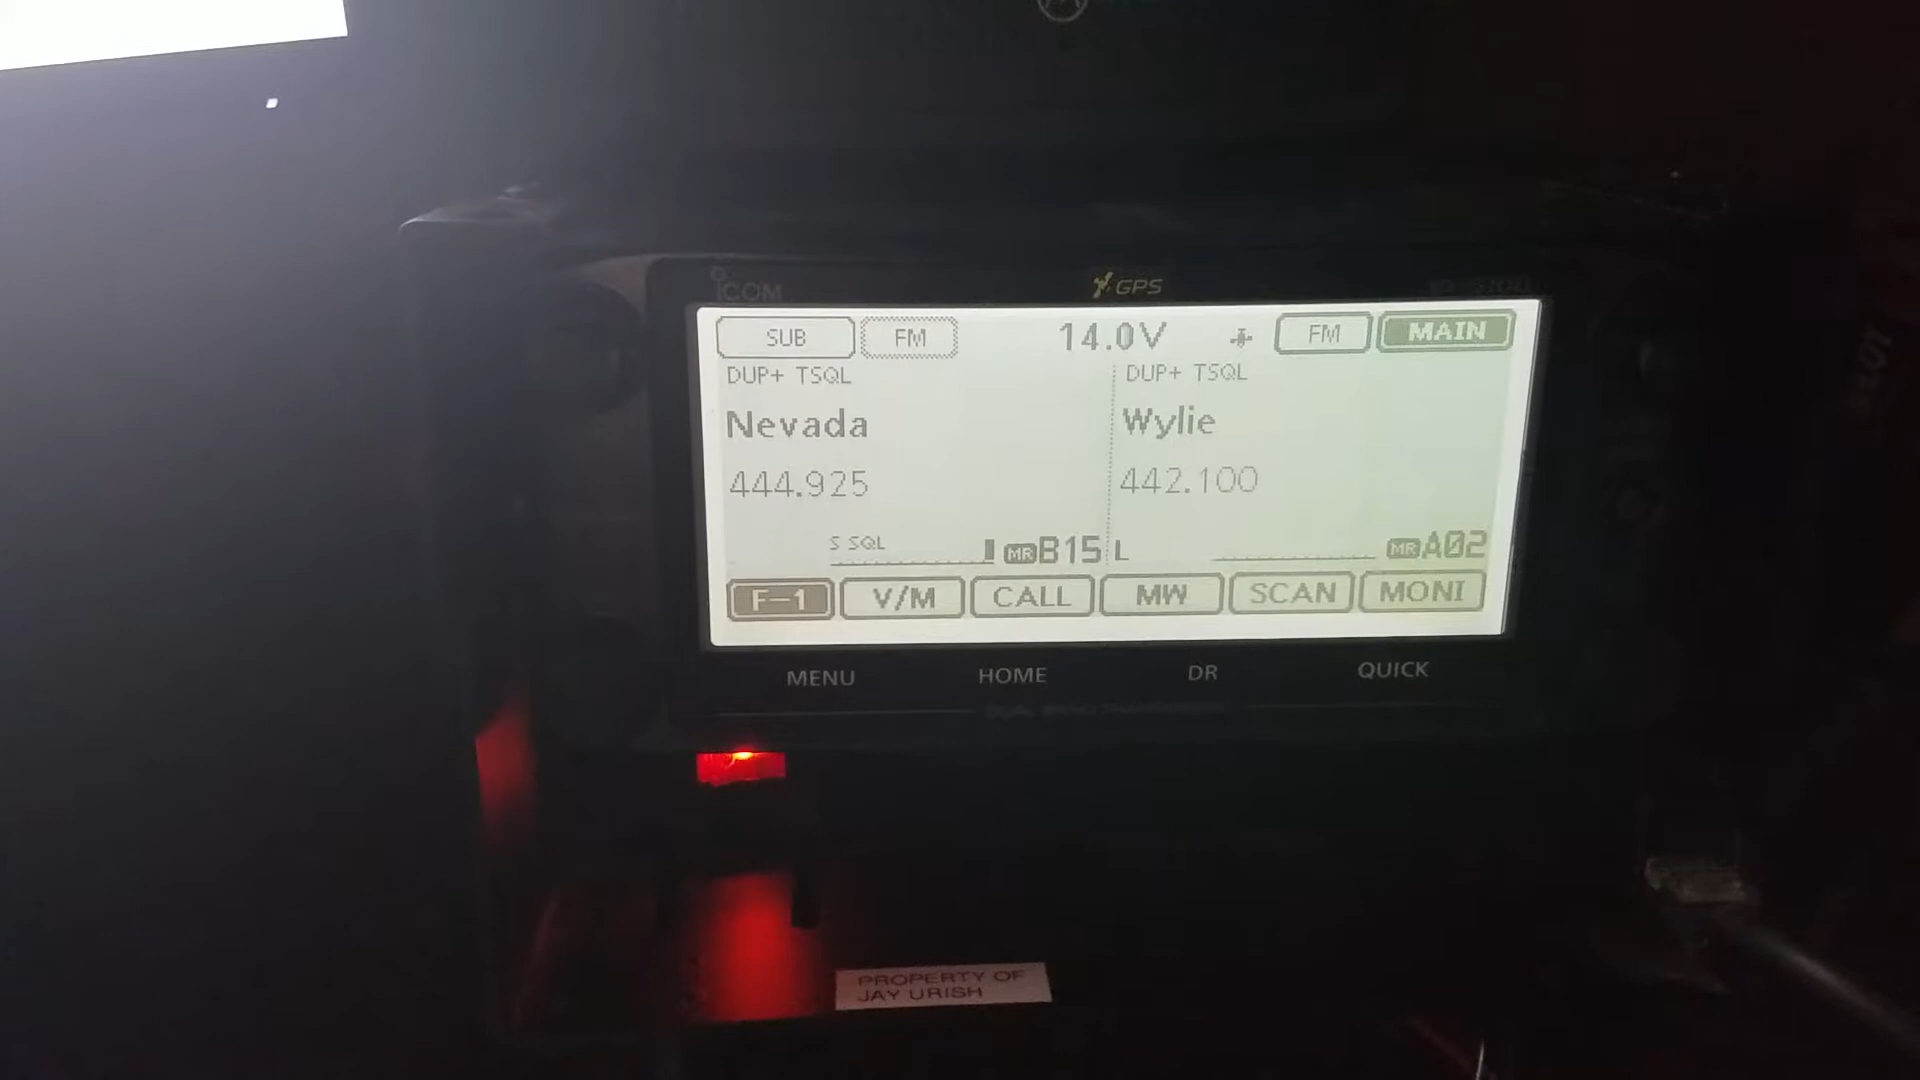 ICOM GPS
SUB FM 14.0V FM MAIN
DUP+ TSQL DUP+ TSQL
Nevada Wylie
444.925 442.100
S SQL MR B15 L MR A02
F-1 V/M CALL MW SCAN MONI
MENU HOME DR QUICK
PROPERTY OF
JAY URISH